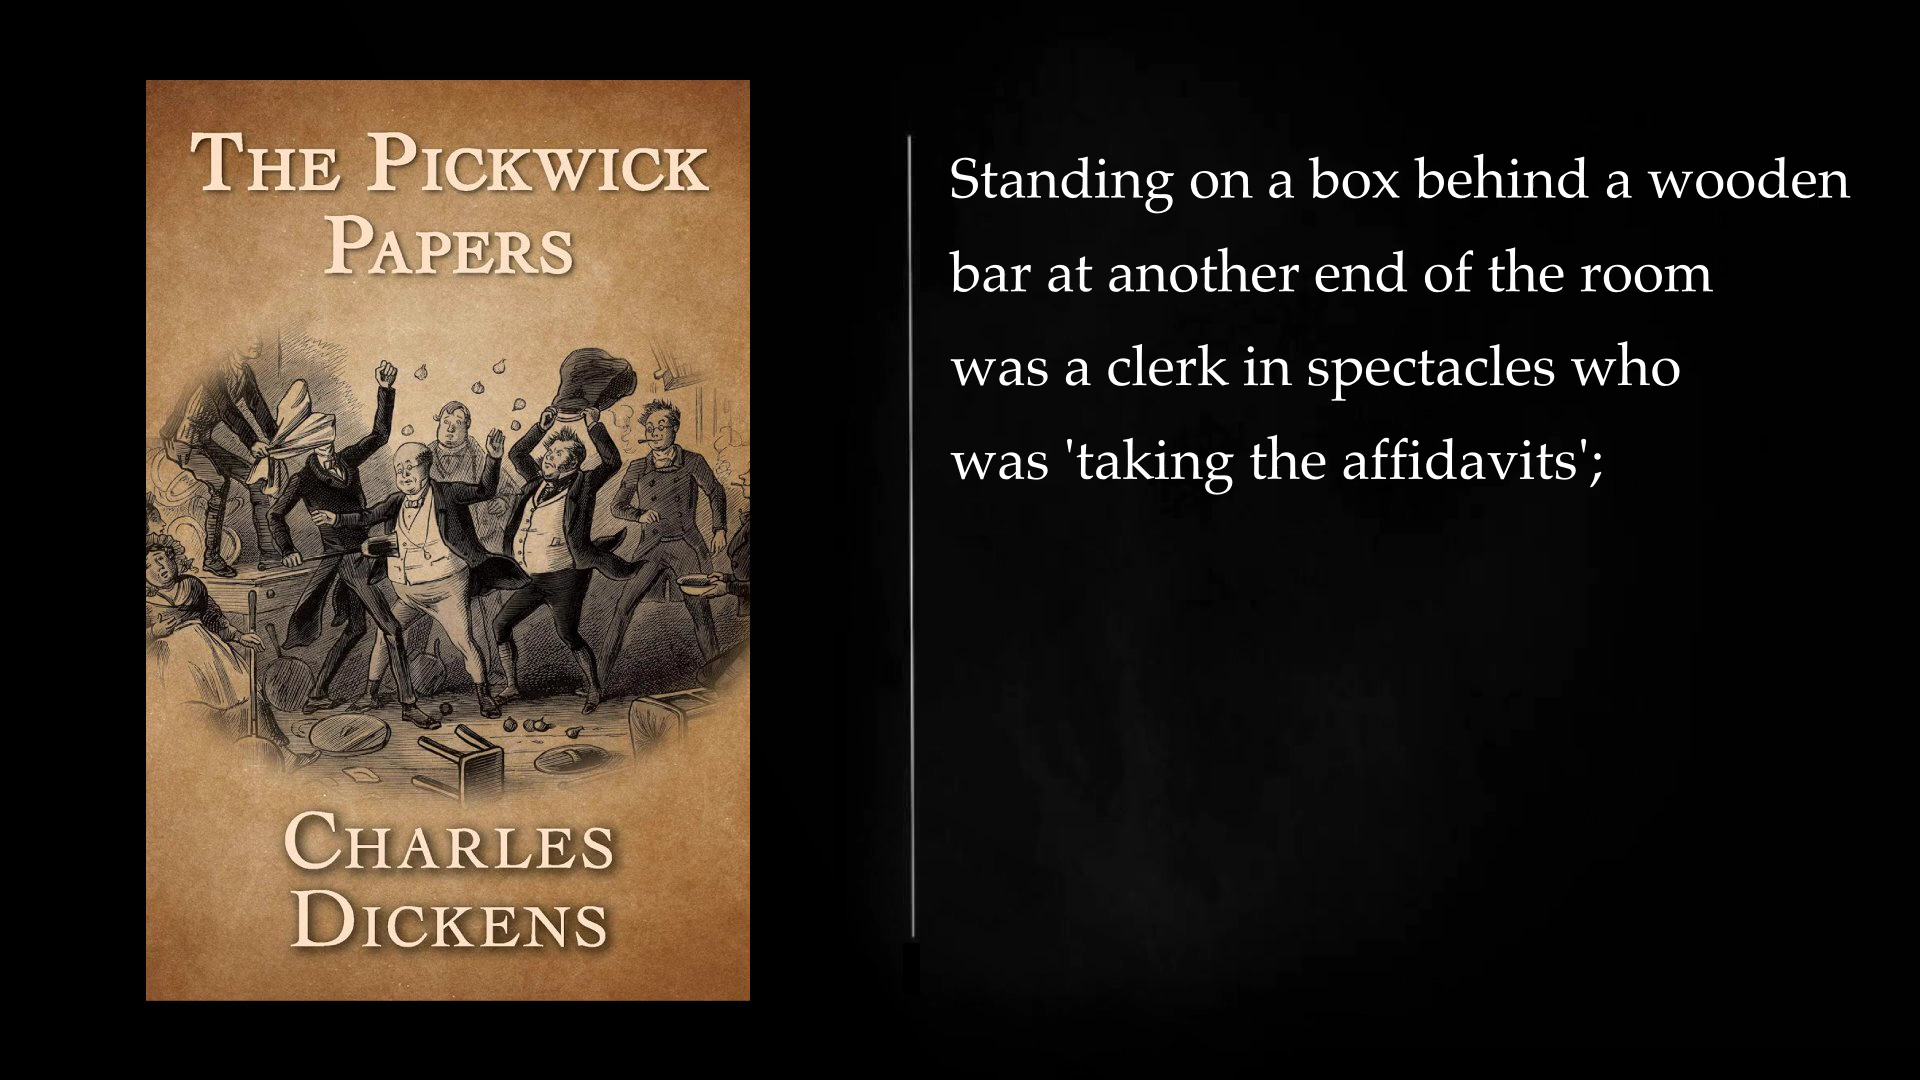 THE PICKWICK
PAPERS
CHARLES
DICKENS
Standing on a box behind a wooden
bar at another end of the room
was a clerk in spectacles who
was 'taking the affidavits';